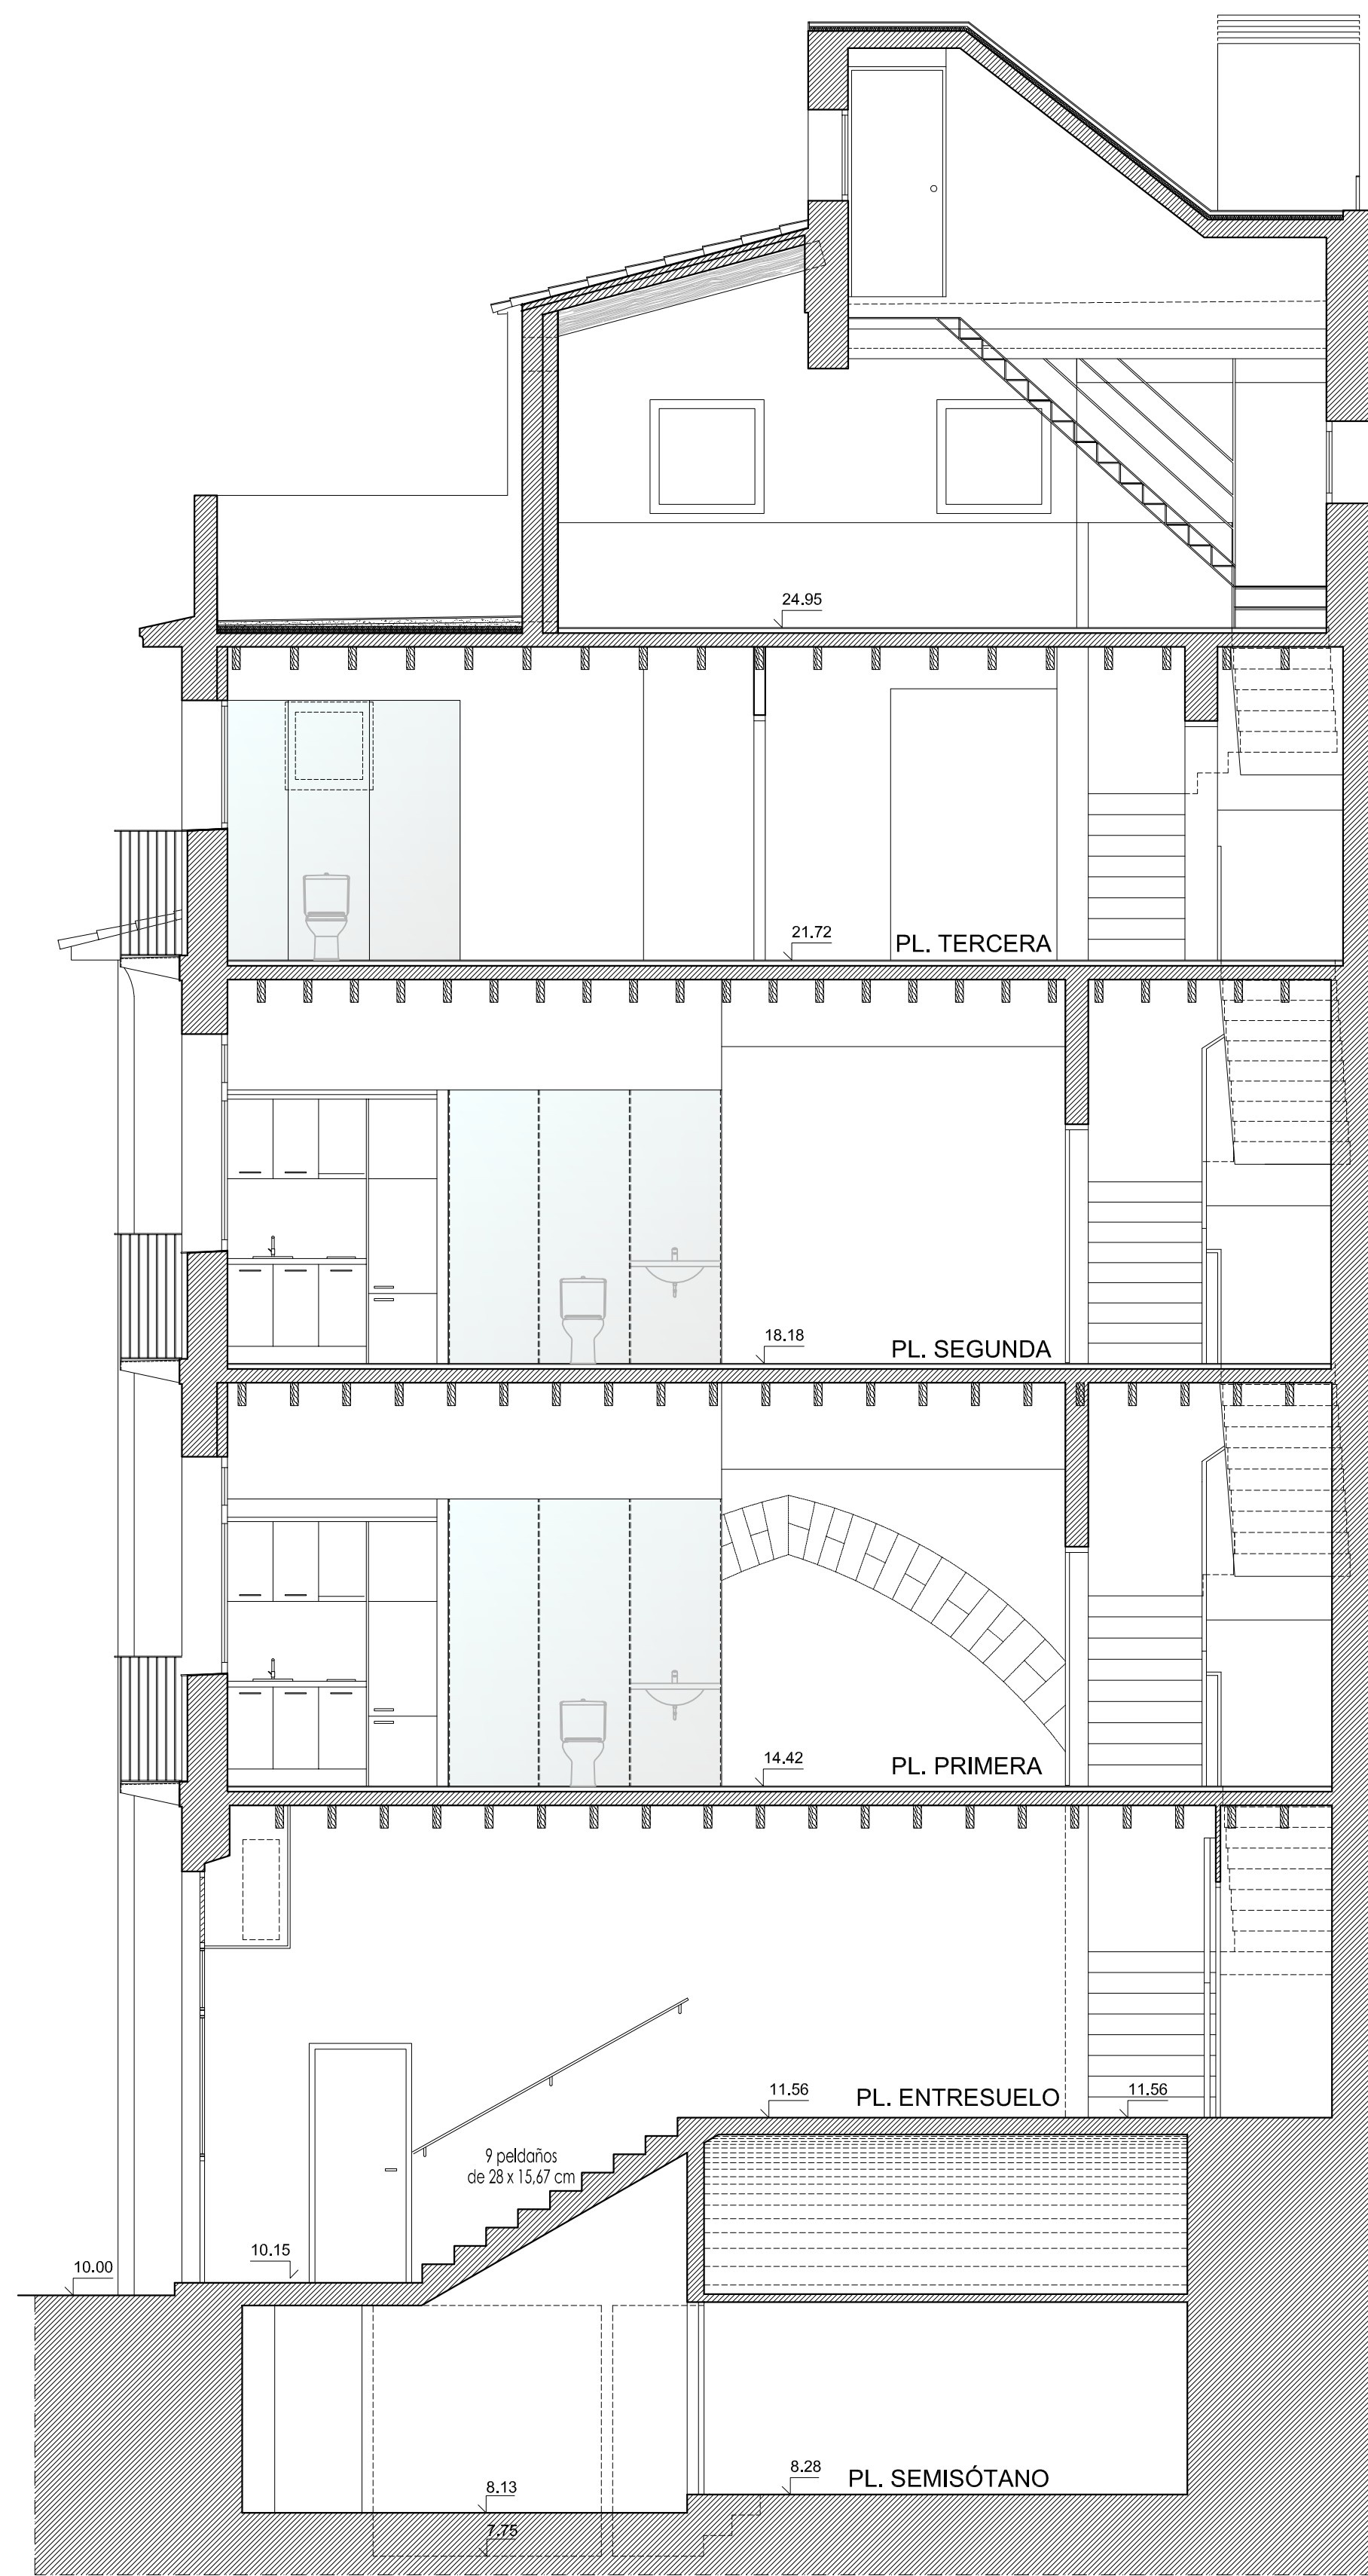 24.95
21.72
PL. TERCERA
18.18
PL. SEGUNDA
14.42
PL. PRIMERA
11.56
PL. ENTRESUELO
11.56
9 peldaños
de 28 x 15,67 cm
10.15
10.00
8.28
PL. SEMISÓTANO
8.13
7.75